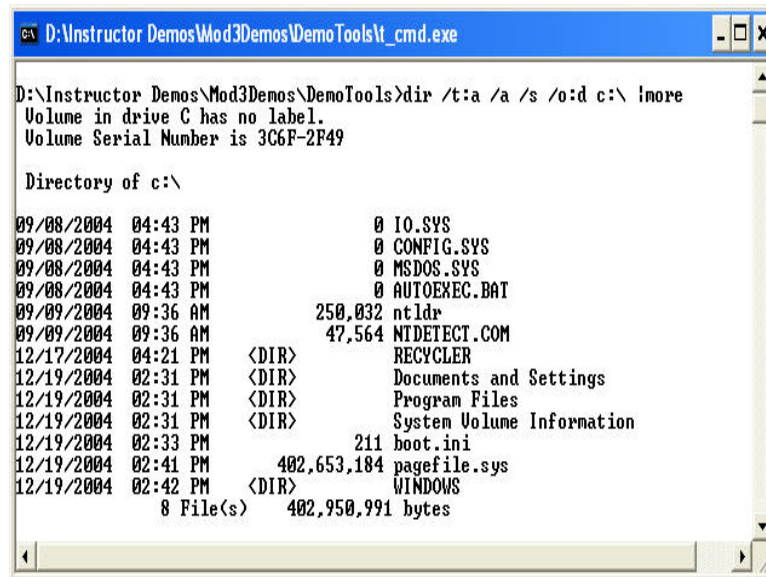 D:\Instructor Demos\Mod3Demos\DemoTools\t_cmd.exe
D:\Instructor Demos\Mod3Demos\DemoTools>dir /t:a /a /s /o:d c:\ |more
Volume in drive C has no label.
Volume Serial Number is 3C6F-2F49
Directory of c:\
09/08/2004 04:43 PM 0 IO.SYS
09/08/2004 04:43 PM 0 CONFIG.SYS
09/08/2004 04:43 PM 0 MSDOS.SYS
09/08/2004 04:43 PM 0 AUTOEXEC.BAT
09/09/2004 09:36 AM 250,032 ntldr
09/09/2004 09:36 AM 47,564 NTDETECT.COM
12/17/2004 04:21 PM <DIR> RECYCLER
12/19/2004 02:31 PM <DIR> Documents and Settings
12/19/2004 02:31 PM <DIR> Program Files
12/19/2004 02:31 PM <DIR> System Volume Information
12/19/2004 02:33 PM 211 boot.ini
12/19/2004 02:41 PM 402,653,184 pagefile.sys
12/19/2004 02:42 PM <DIR> WINDOWS
8 File(s) 402,950,991 bytes